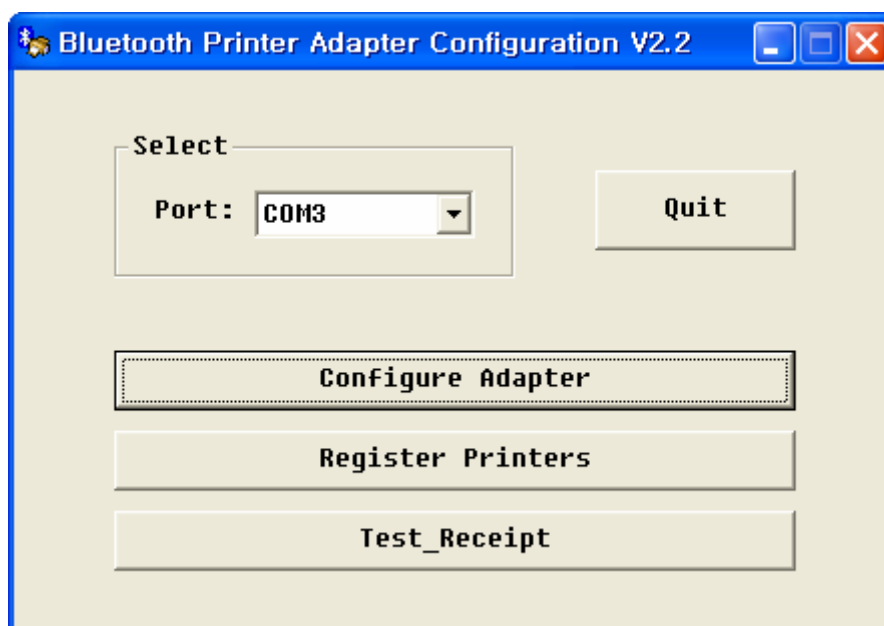 Bluetooth Printer Adapter Configuration V2.2
Select
Port: COM3
Quit
Configure Adapter
Register Printers
Test_Receipt